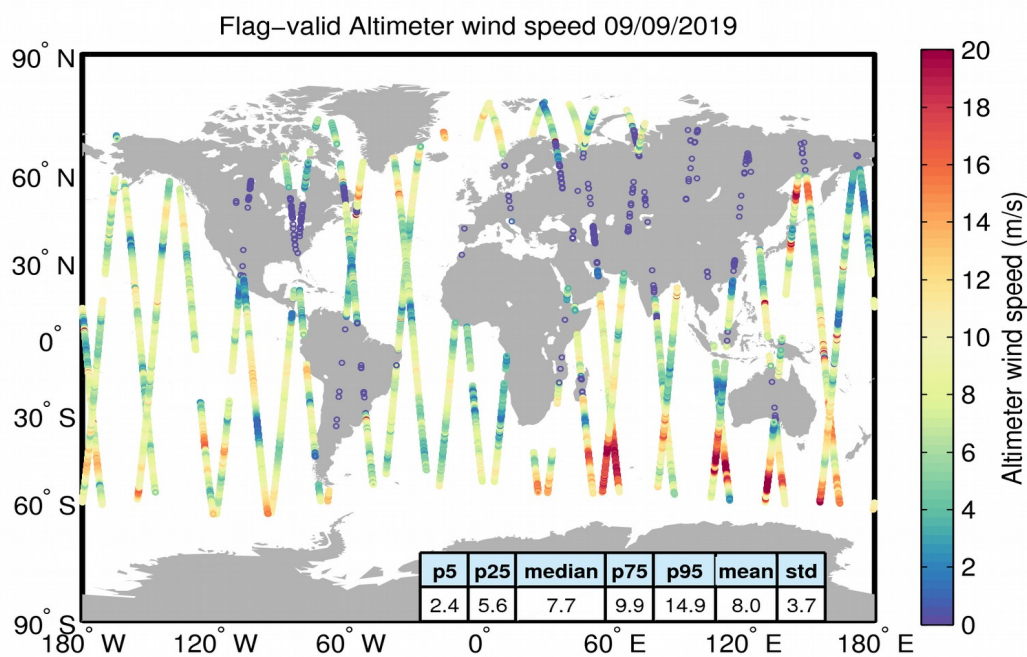 Flag−valid Altimeter wind speed 09/09/2019
90° N
60° N
30° N
0°
30° S
60° S
90° S
180° W
120° W
60° W
0°
60° E
120° E
180° E
p5 p25 median p75 p95 mean std
2.4 5.6 7.7 9.9 14.9 8.0 3.7
20
18
16
14
12
10
8
6
4
2
0
Altimeter wind speed (m/s)